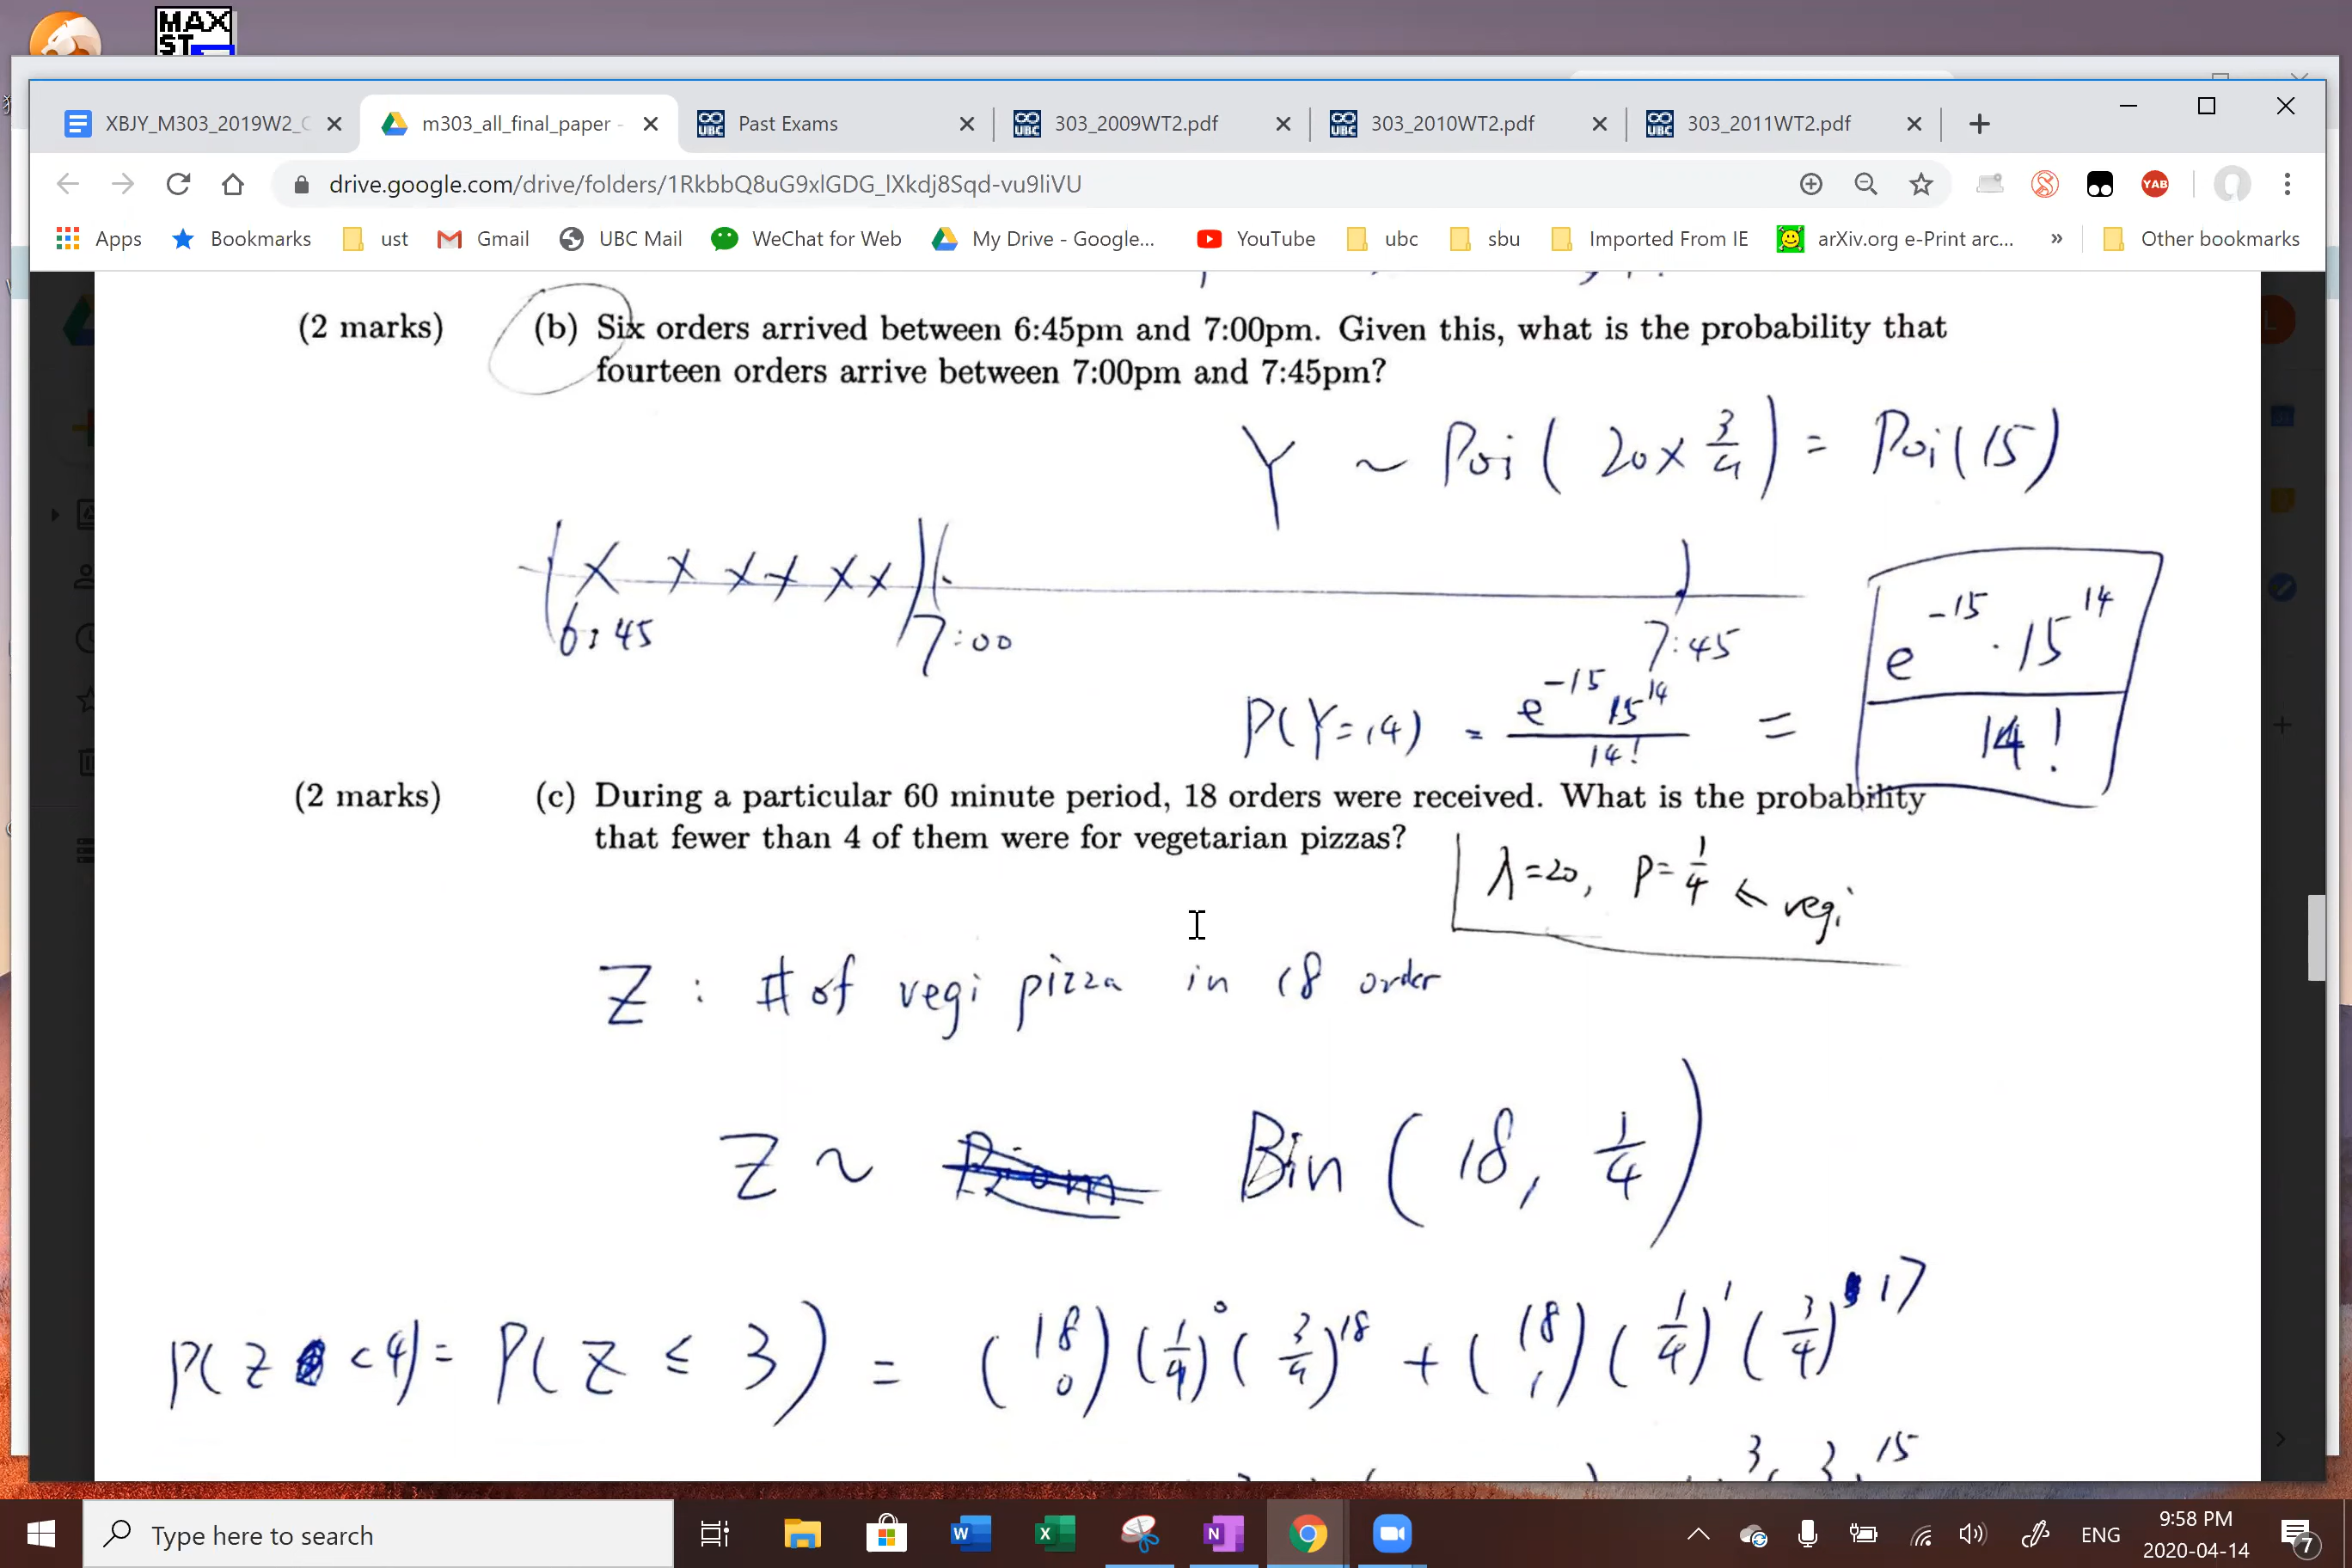 MAX
ST
XBJY_M303_2019W2_C
m303_all_final_paper -
Past Exams
303_2009WT2.pdf
303_2010WT2.pdf
303_2011WT2.pdf
drive.google.com/drive/folders/1RkbbQ8uG9xlGDG_lXkdj8Sqd-vu9liVU
YAB
Apps Bookmarks ust Gmail UBC Mail WeChat for Web My Drive - Google... YouTube ubc sbu Imported From IE arXiv.org e-Print arc... » Other bookmarks
(2 marks) (b) Six orders arrived between 6:45pm and 7:00pm. Given this, what is the probability that
fourteen orders arrive between 7:00pm and 7:45pm?
Y ~ Poi( 20 x 3/4 ) = Poi(15)
6:45 7:00 7:45
P(Y=14) = e^-15 15^14 / 14! = e^-15 · 15^14 / 14!
(2 marks) (c) During a particular 60 minute period, 18 orders were received. What is the probability
that fewer than 4 of them were for vegetarian pizzas?
λ=20, P=1/4 ← vegi
Z : # of vegi pizza in 18 order
Z ~ Bin ( 18, 1/4 )
P(Z < 4) = P( Z ≤ 3 ) = (18 0) (1/4)^0 (3/4)^18 + (18 1) (1/4)^1 (3/4)^17
3 3 15
Type here to search
ENG
9:58 PM
2020-04-14
7